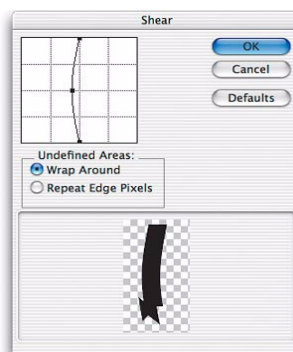 Shear
OK
Cancel
Defaults
Undefined Areas:
Wrap Around
Repeat Edge Pixels